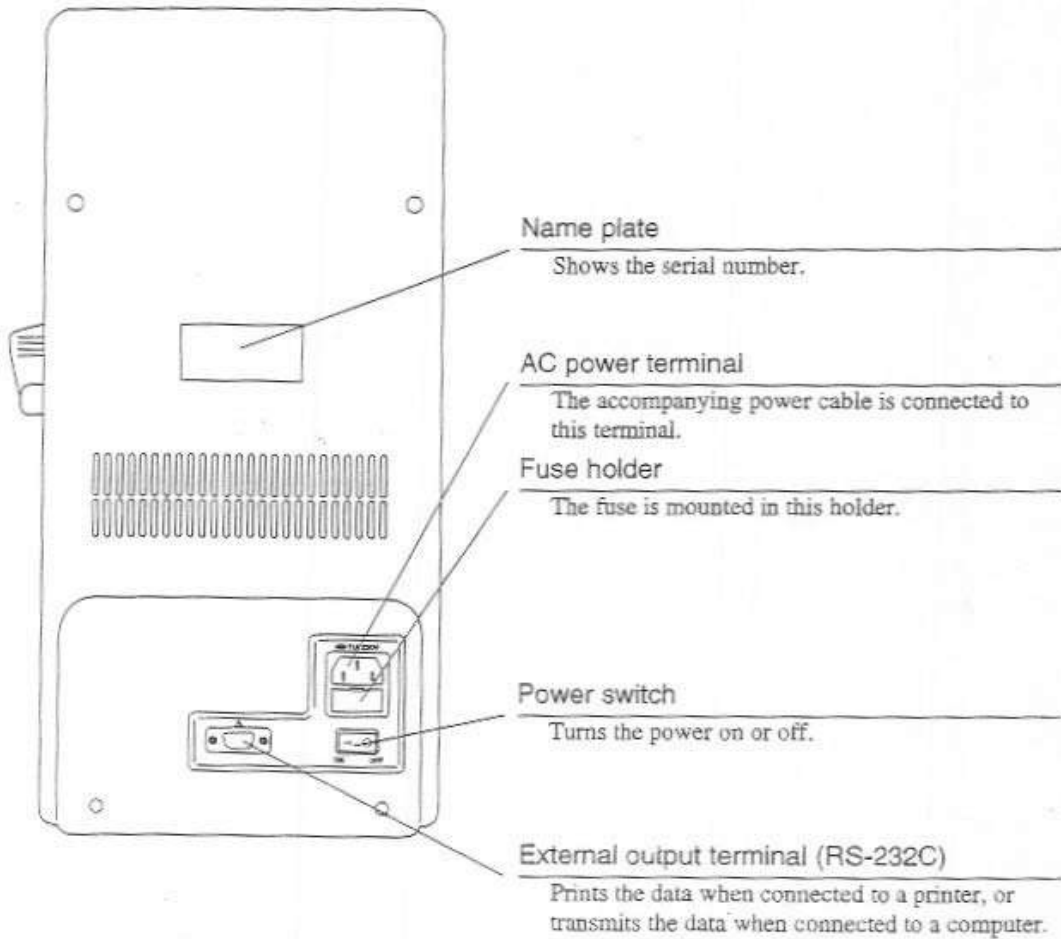 Name plate
Shows the serial number.
AC power terminal
The accompanying power cable is connected to
this terminal.
Fuse holder
The fuse is mounted in this holder.
Power switch
Turns the power on or off.
ON OFF
External output terminal (RS-232C)
Prints the data when connected to a printer, or
transmits the data when connected to a computer.